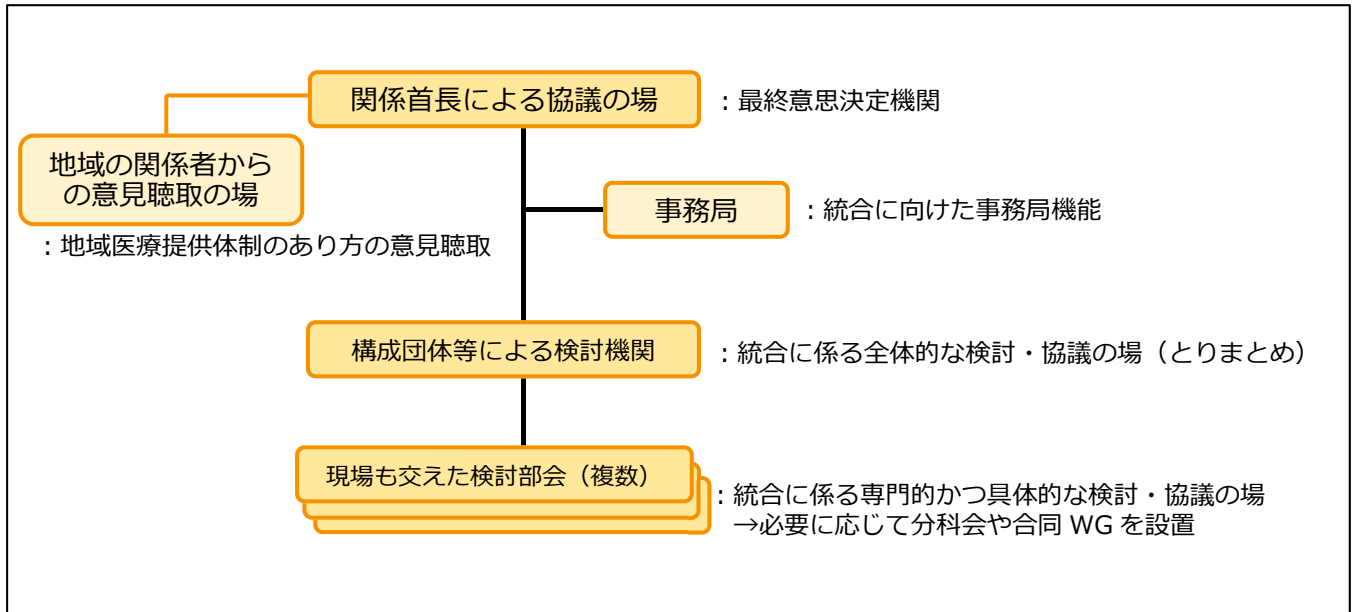 関係首長による協議の場
：最終意思決定機関
地域の関係者から
の意見聴取の場
：地域医療提供体制のあり方の意見聴取
事務局
：統合に向けた事務局機能
構成団体等による検討機関
：統合に係る全体的な検討・協議の場（とりまとめ）
現場も交えた検討部会（複数）
：統合に係る専門的かつ具体的な検討・協議の場
→必要に応じて分科会や合同 WG を設置